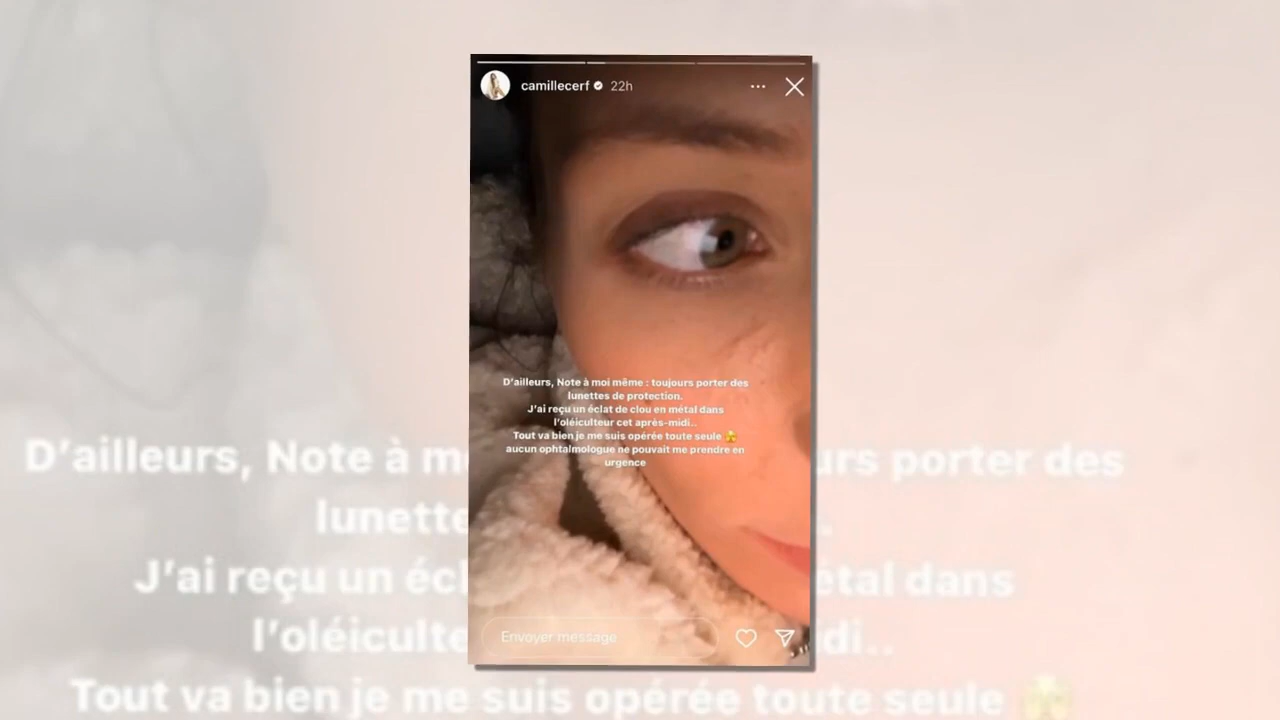 camillecerf 22h
D'ailleurs, Note à moi même : toujours porter des
lunettes de protection.
J'ai reçu un éclat de clou en métal dans
l'oléiculteur cet après-midi..
Tout va bien je me suis opérée toute seule
aucun ophtalmologue ne pouvait me prendre en
urgence
Envoyer message
D'ailleurs, Note à m
urs porter des
lunette
.
J'ai reçu un écl
étal dans
l'oléiculte
di..
Tout va bien je me suis opérée toute seule